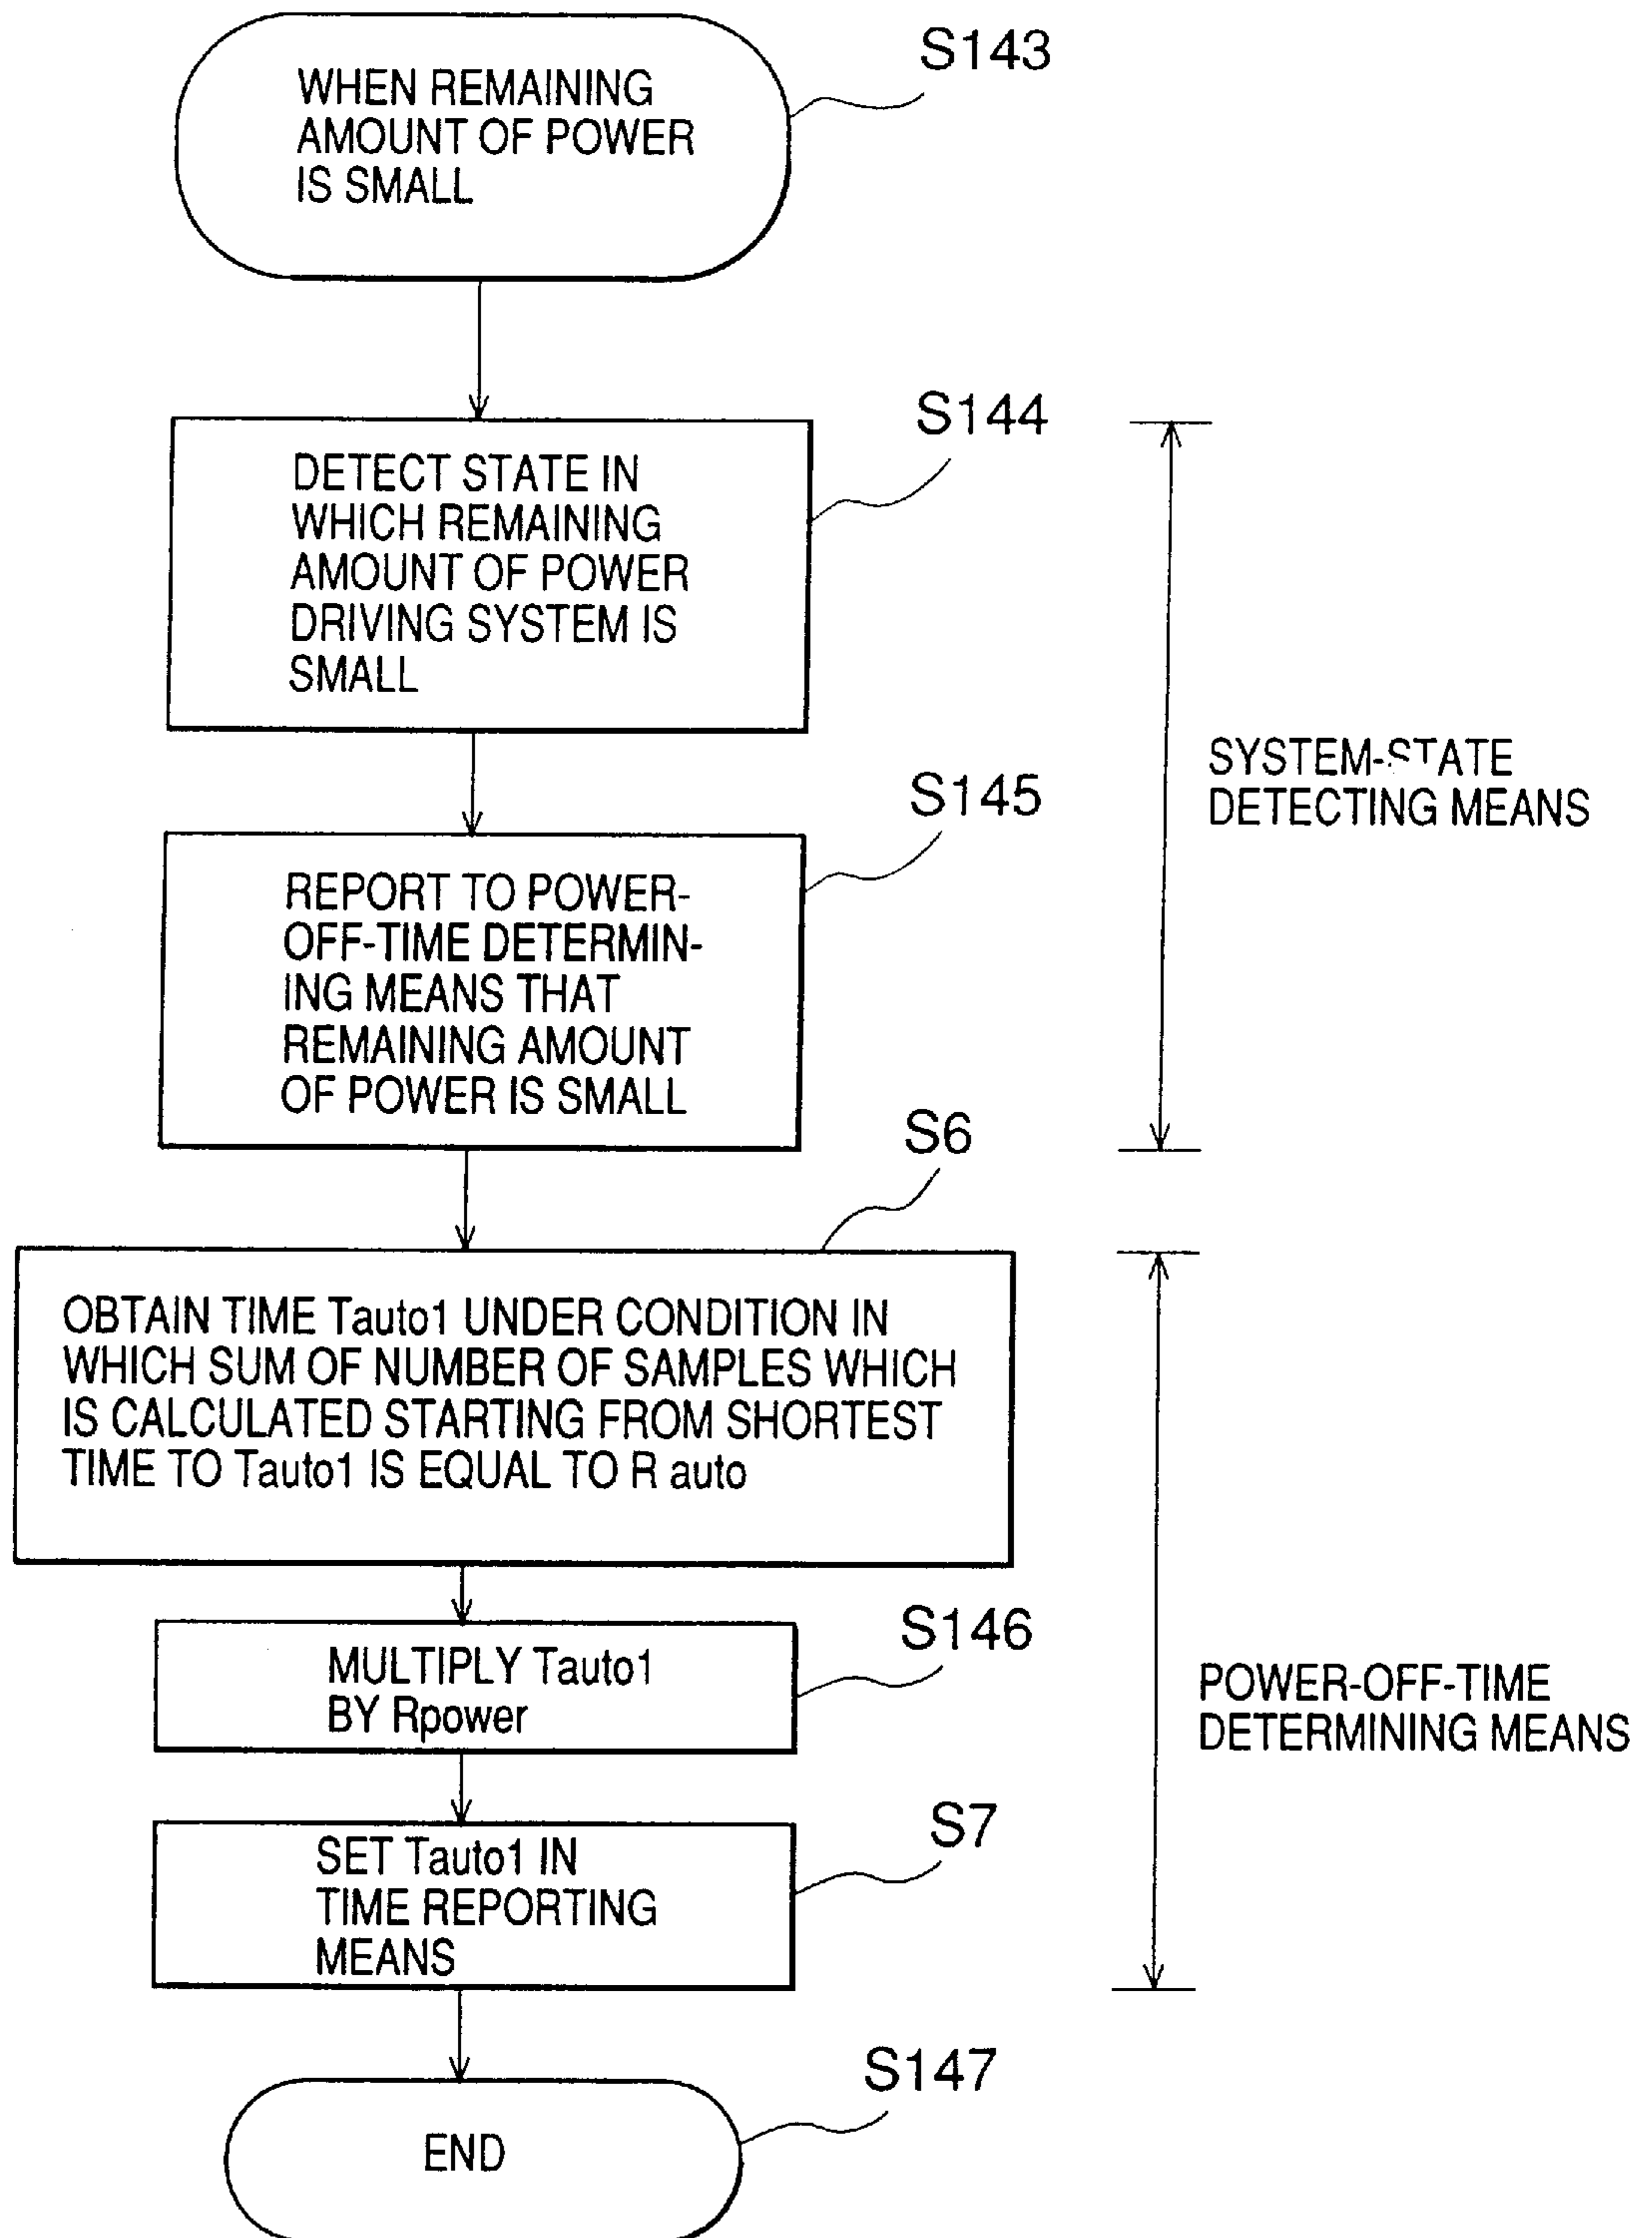 S143
WHEN REMAINING
AMOUNT OF POWER
IS SMALL
S144
DETECT STATE IN
WHICH REMAINING
AMOUNT OF POWER
DRIVING SYSTEM IS
SMALL
SYSTEM-STATE
DETECTING MEANS
S145
REPORT TO POWER-
OFF-TIME DETERMIN-
ING MEANS THAT
REMAINING AMOUNT
OF POWER IS SMALL
S6
OBTAIN TIME Tauto1 UNDER CONDITION IN
WHICH SUM OF NUMBER OF SAMPLES WHICH
IS CALCULATED STARTING FROM SHORTEST
TIME TO Tauto1 IS EQUAL TO R auto
S146
MULTIPLY Tauto1
BY Rpower
POWER-OFF-TIME
DETERMINING MEANS
S7
SET Tauto1 IN
TIME REPORTING
MEANS
S147
END